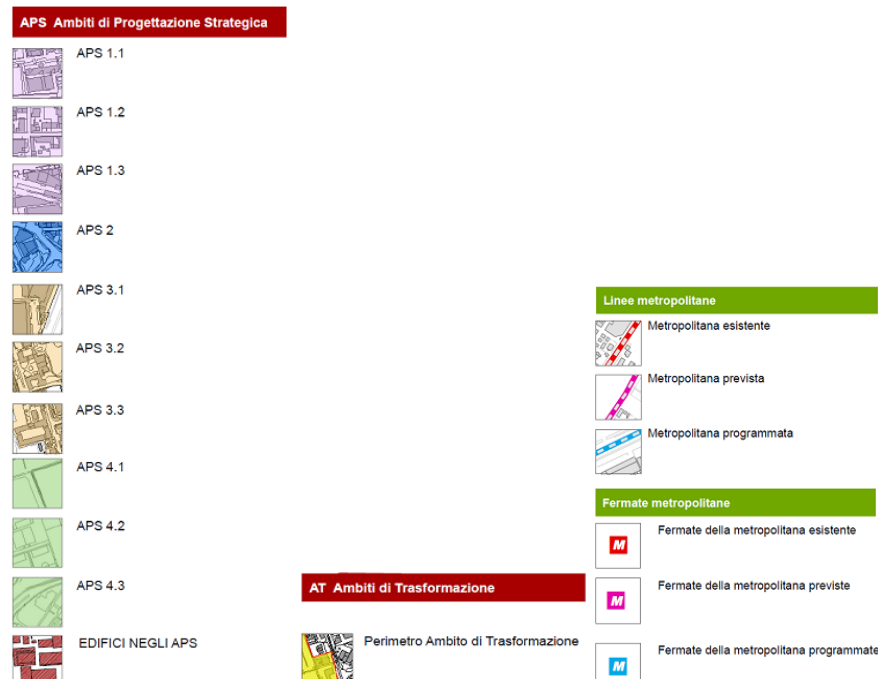 APS Ambiti di Progettazione Strategica
APS 1.1
APS 1.2
APS 1.3
APS 2
APS 3.1
APS 3.2
APS 3.3
APS 4.1
APS 4.2
APS 4.3
EDIFICI NEGLI APS
AT Ambiti di Trasformazione
Perimetro Ambito di Trasformazione
Linee metropolitane
Metropolitana esistente
Metropolitana prevista
Metropolitana programmata
Fermate metropolitane
M Fermate della metropolitana esistente
M Fermate della metropolitana previste
M Fermate della metropolitana programmate